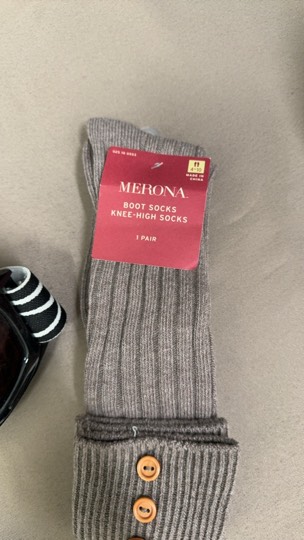 MERONA
BOOT SOCKS
KNEE-HIGH SOCKS
1 PAIR
MADE IN
CHINA